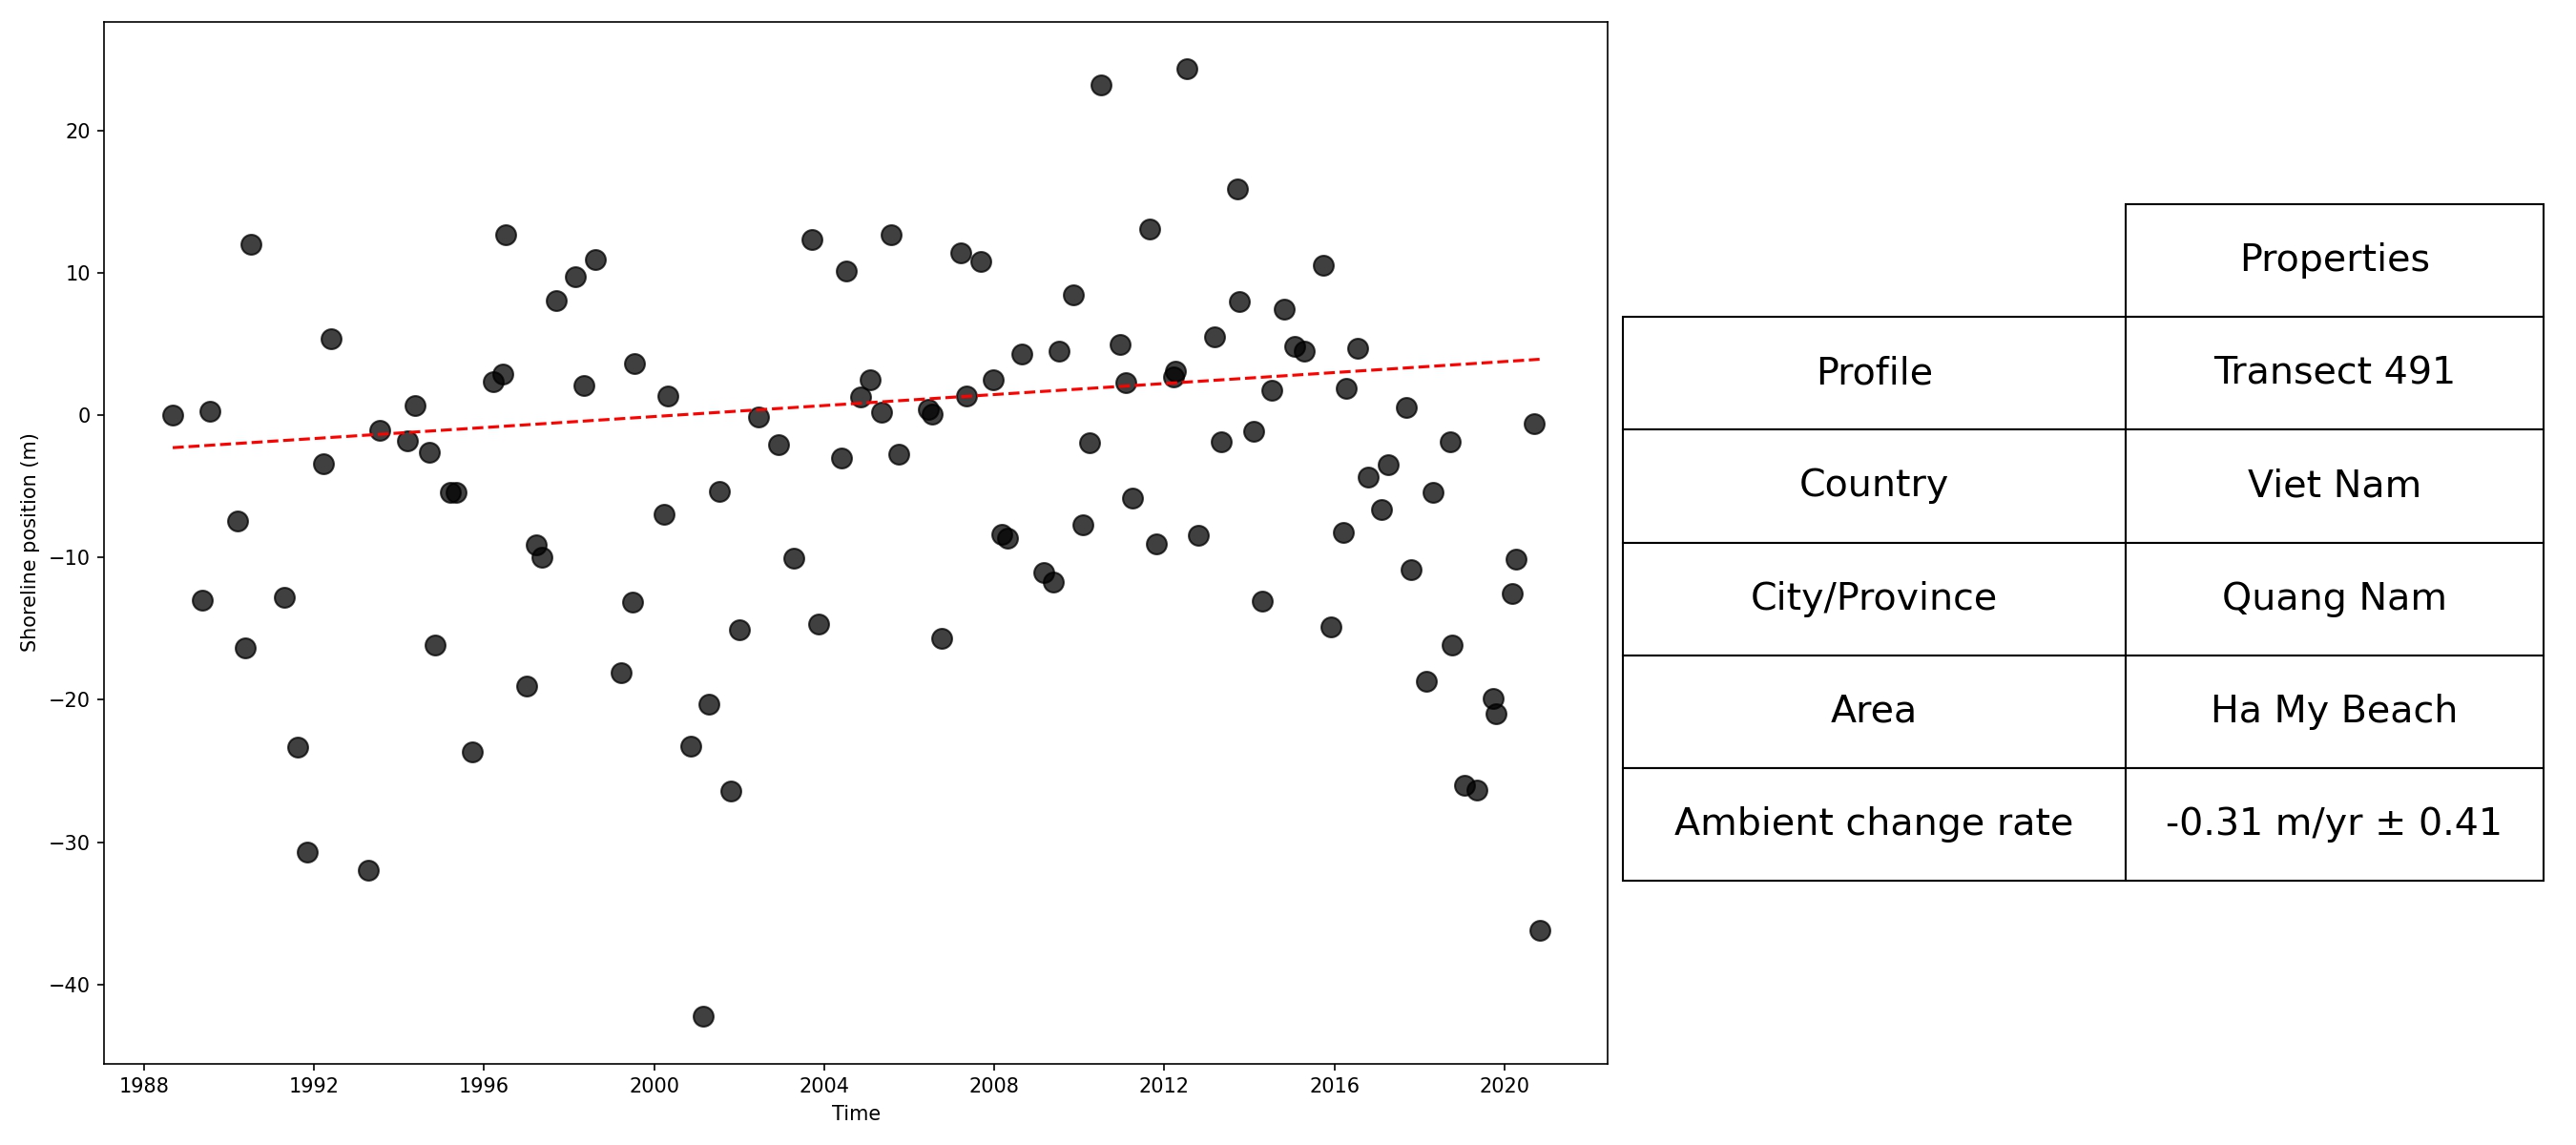 20
10
0
−10
−20
−30
−40
Shoreline position (m)
1988 1992 1996 2000 2004 2008 2012 2016 2020
Time
Properties
Profile Transect 491
Country Viet Nam
City/Province Quang Nam
Area Ha My Beach
Ambient change rate -0.31 m/yr ± 0.41